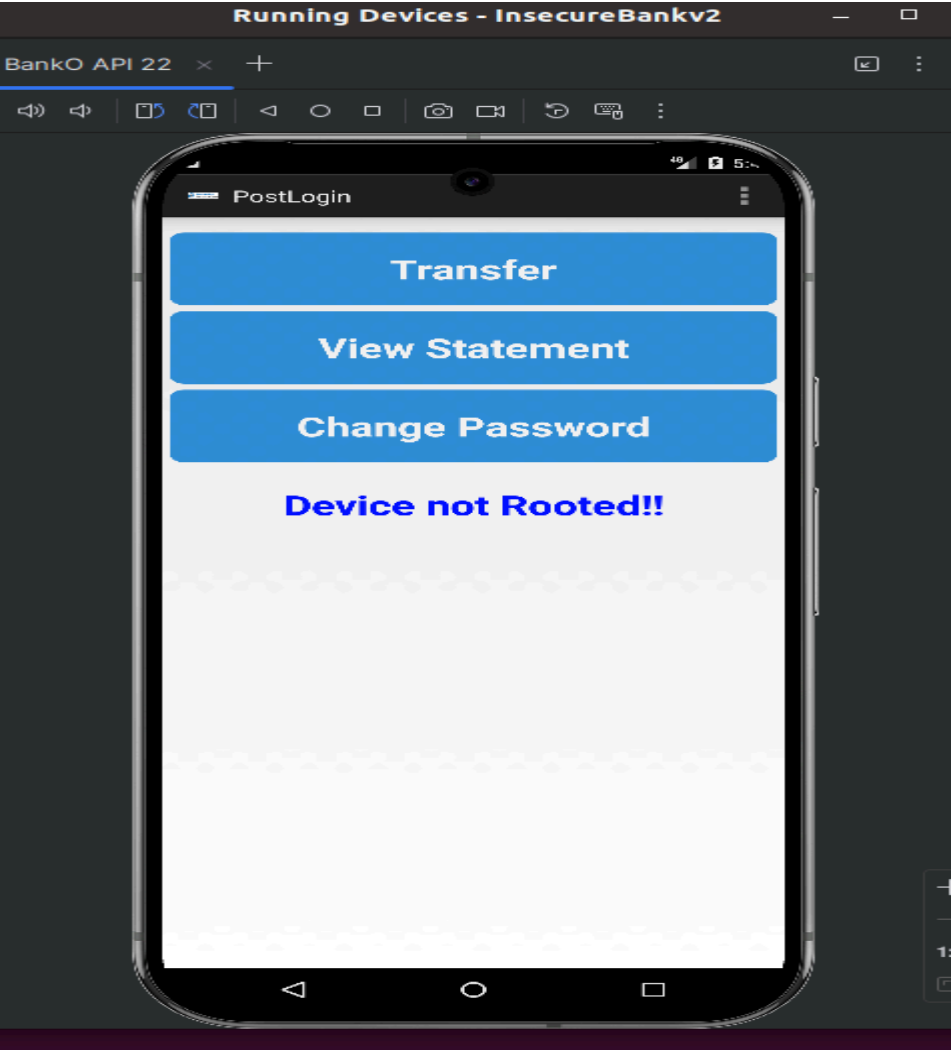 Running Devices - InsecureBankv2
BankO API 22
PostLogin
Transfer
View Statement
Change Password
Device not Rooted!!